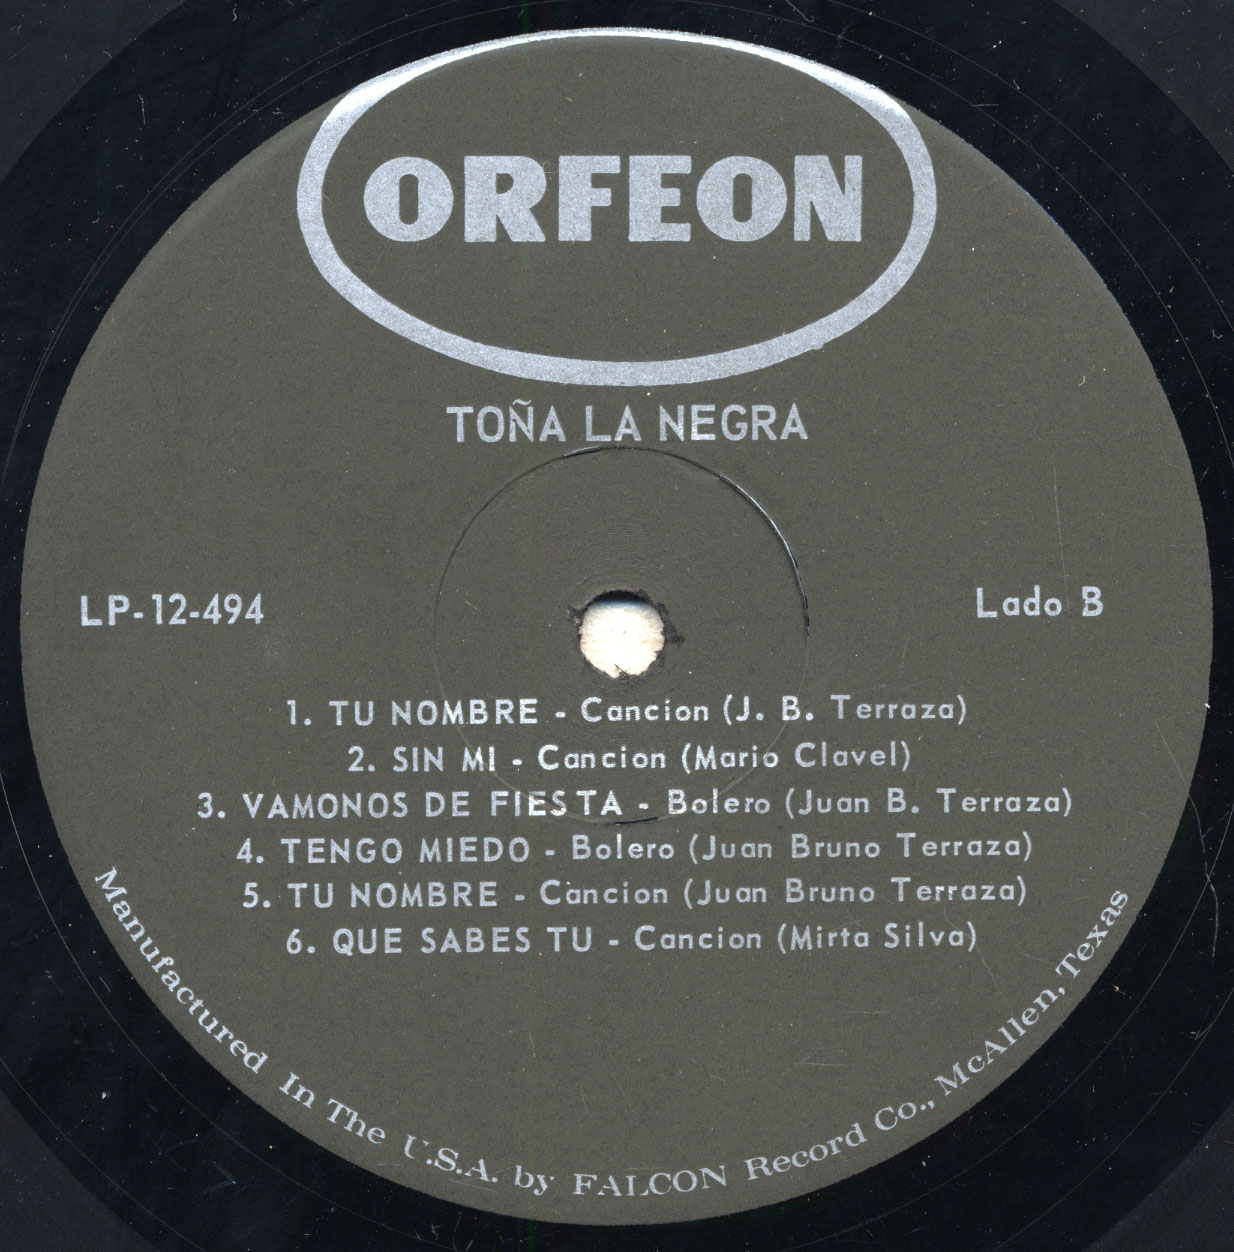 ORFEON
TOÑA LA NEGRA
LP-12-494
Lado B
1. TU NOMBRE - Cancion (J. B. Terraza)
2. SIN MI - Cancion (Mario Clavel)
3. VAMONOS DE FIESTA - Bolero (Juan B. Terraza)
4. TENGO MIEDO - Bolero (Juan Bruno Terraza)
5. TU NOMBRE - Cancion (Juan Bruno Terraza)
6. QUE SABES TU - Cancion (Mirta Silva)
Manufactured In The U.S.A. by FALCON Record Co., McAllen, Texas